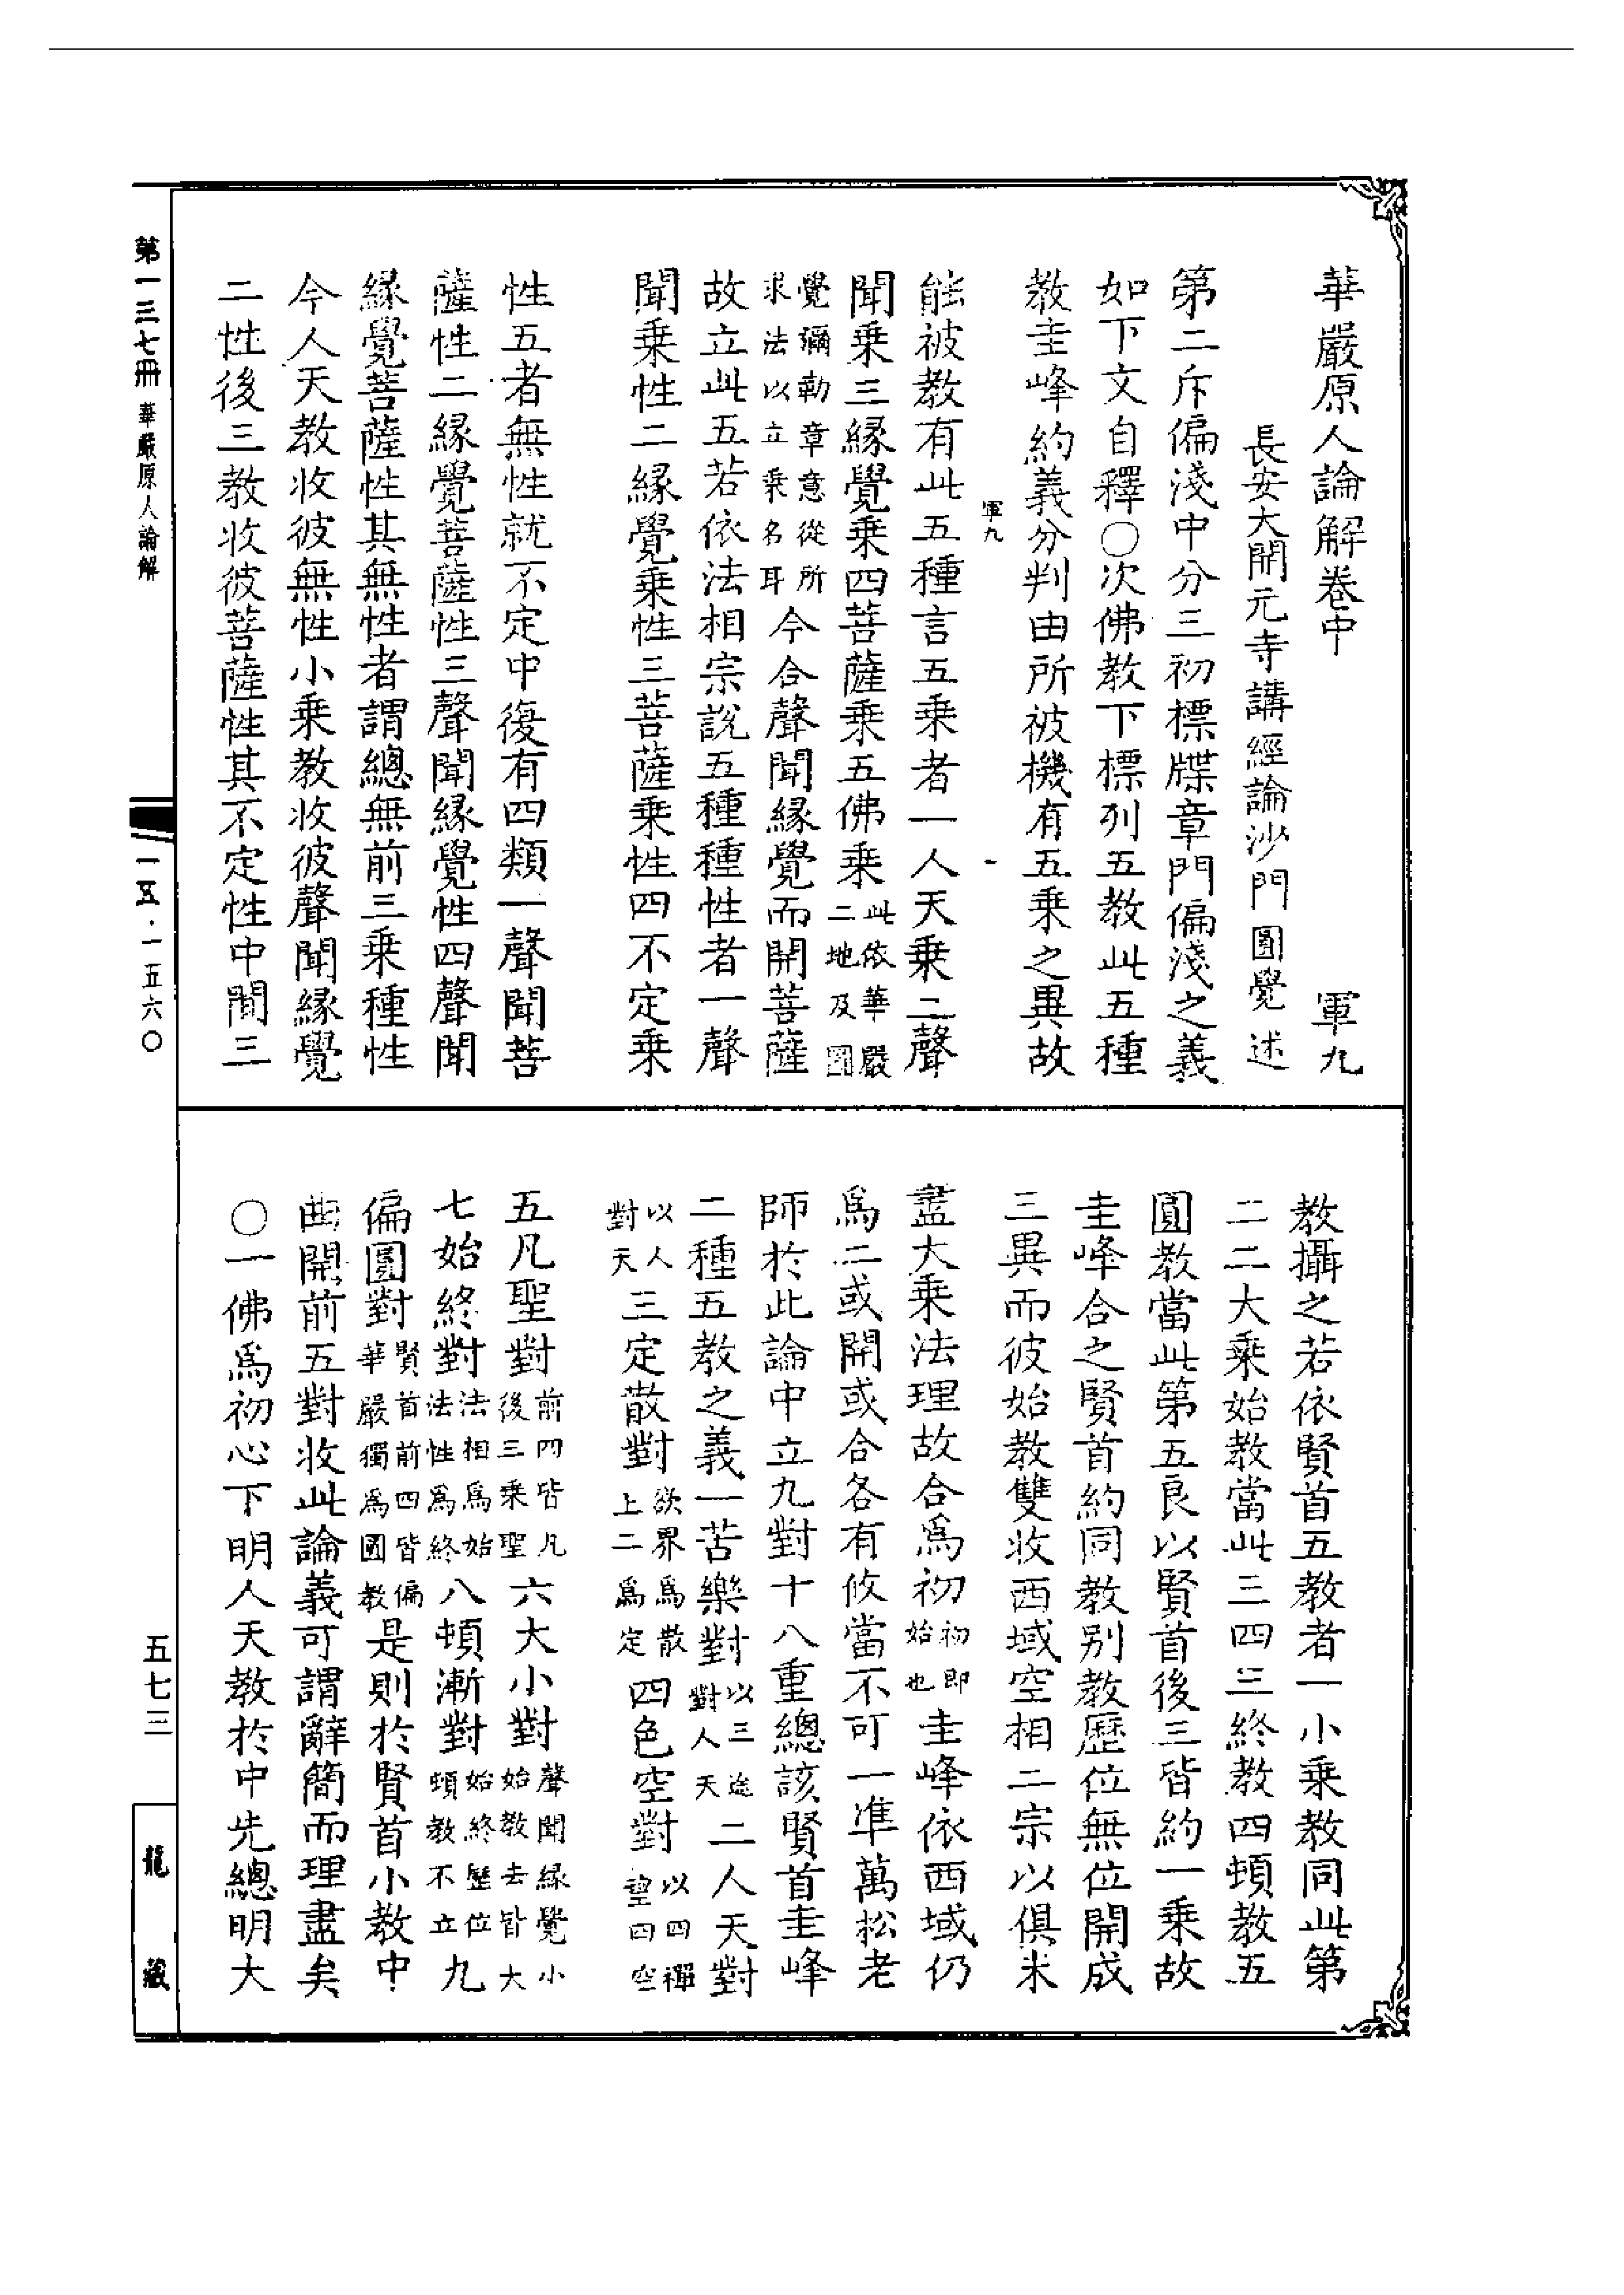 華嚴原人論解卷中　軍九
長安大開元寺講經論沙門圓覺　述
第二斥偏淺中分三初標牒章門偏淺之義
如下文自釋○次佛教下標列五教此五種
教圭峰約義分判由所被機有五乘之異故
軍九　一
能被教有此五種言五乘者一人天乘二聲
聞乘三緣覺乘四菩薩乘五佛乘此依華嚴二地及圓
覺彌勒章意從所求法以立乘名耳今合聲聞緣覺而開菩薩
故立此五若依法相宗說五種種性者一聲
聞乘性二緣覺乘性三菩薩乘性四不定乘
性五者無性就不定中復有四類一聲聞菩
薩性二緣覺菩薩性三聲聞緣覺性四聲聞
緣覺菩薩性其無性者謂總無前三乘種性
今人天教收彼無性小乘教收彼聲聞緣覺
二性後三教收彼菩薩性其不定性中間三
教攝之若依賢首五教者一小乘教同此第
二二大乘始教當此三四三終教四頓教五
圓教當此第五良以賢首後三皆約一乘故
圭峰合之賢首約同教別教歷位無位開成
三異而彼始教雙收西域空相二宗以俱未
盡大乘法理故合為初初即始也圭峰依西域仍
為二或開或合各有攸當不可一准萬松老
師於此論中立九對十八重總該賢首圭峰
二種五教之義一苦樂對以三途對人天二人天對
以人對天三定散對欲界為散上二為定四色空對以四禪望四空
五凡聖對前四皆凡後三乘聖六大小對聲聞緣覺小始教去皆大
七始終對法相為始法性為終八頓漸對始終歷位頓教不立九
偏圓對賢首前四皆偏華嚴獨為圓教是則於賢首小教中
曲開前五對收此論義可謂辭簡而理盡矣
○一佛為初心下明人天教於中先總明大
第一三七冊　華嚴原人論解
一五·一五六〇
五七三
龍藏